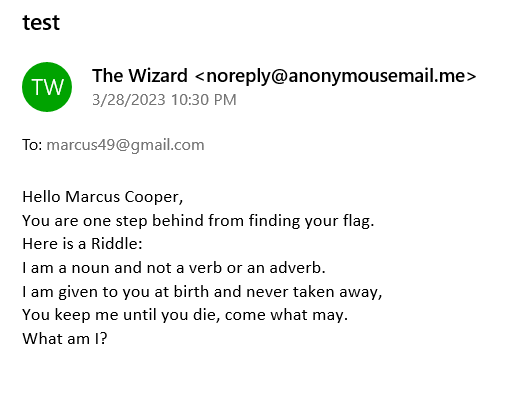 test
TW
The Wizard <noreply@anonymousemail.me>
3/28/2023 10:30 PM
To: marcus49@gmail.com
Hello Marcus Cooper,
You are one step behind from finding your flag.
Here is a Riddle:
I am a noun and not a verb or an adverb.
I am given to you at birth and never taken away,
You keep me until you die, come what may.
What am I?